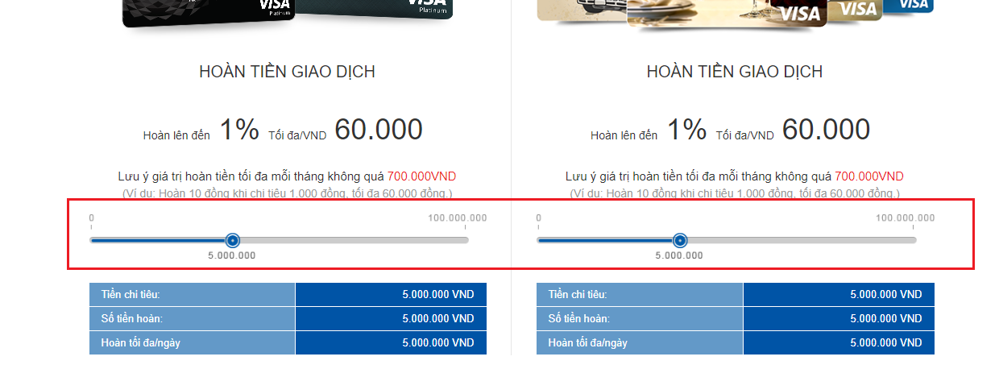 VISA
Platinum
VISA
Platinum
VISA
VISA
VISA
HOÀN TIỀN GIAO DỊCH
Hoàn lên đến 1% Tối đa/VND 60.000
Lưu ý giá trị hoàn tiền tối đa mỗi tháng không quá 700.000VND
(Ví dụ: Hoàn 10 đồng khi chi tiêu 1.000 đồng, tối đa 60.000 đồng.)
0 100.000.000
5.000.000
Tiền chi tiêu: 5.000.000 VND
Số tiền hoàn: 5.000.000 VND
Hoàn tối đa/ngày 5.000.000 VND
HOÀN TIỀN GIAO DỊCH
Hoàn lên đến 1% Tối đa/VND 60.000
Lưu ý giá trị hoàn tiền tối đa mỗi tháng không quá 700.000VND
(Ví dụ: Hoàn 10 đồng khi chi tiêu 1.000 đồng, tối đa 60.000 đồng.)
0 100.000.000
5.000.000
Tiền chi tiêu: 5.000.000 VND
Số tiền hoàn: 5.000.000 VND
Hoàn tối đa/ngày 5.000.000 VND